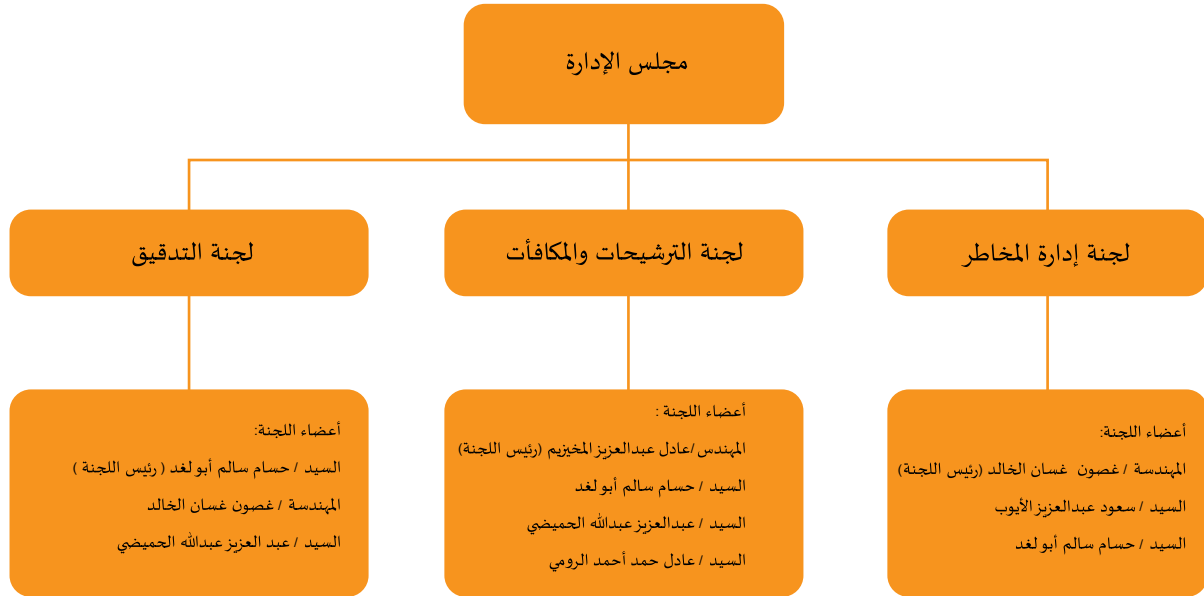 مجلس الإدارة
لجنة إدارة المخاطر
لجنة الترشيحات والمكافأت
لجنة التدقيق
أعضاء اللجنة:
المهندسة / غصون غسان الخالد (رئيس اللجنة)
السيد / سعود عبدالعزيز الأيوب
السيد / حسام سالم أبو لغد
أعضاء اللجنة :
المهندس /عادل عبدالعزيز المخيزيم (رئيس اللجنة)
السيد / حسام سالم أبو لغد
السيد / عبدالعزيز عبدالله الحميضي
السيد / عادل حمد أحمد الرومي
أعضاء اللجنة:
السيد / حسام سالم أبو لغد ( رئيس اللجنة )
المهندسة / غصون غسان الخالد
السيد / عبد العزيز عبدالله الحميضي